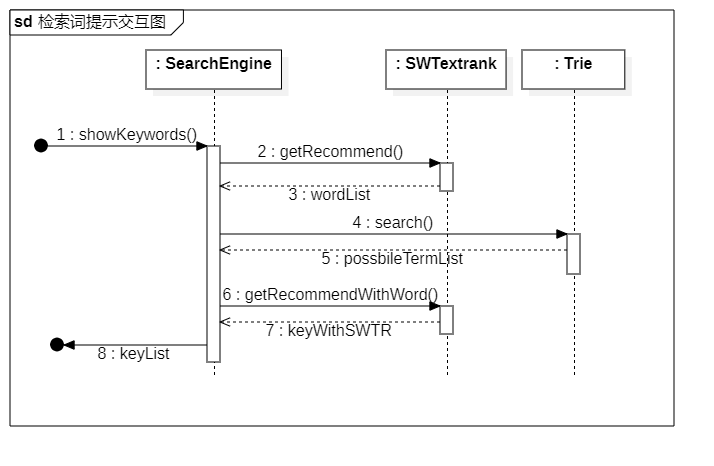 sd 检索词提示交互图
: SearchEngine
: SWTextrank
: Trie
1 : showKeywords()
2 : getRecommend()
3 : wordList
4 : search()
5 : possbileTermList
6 : getRecommendWithWord()
7 : keyWithSWTR
8 : keyList